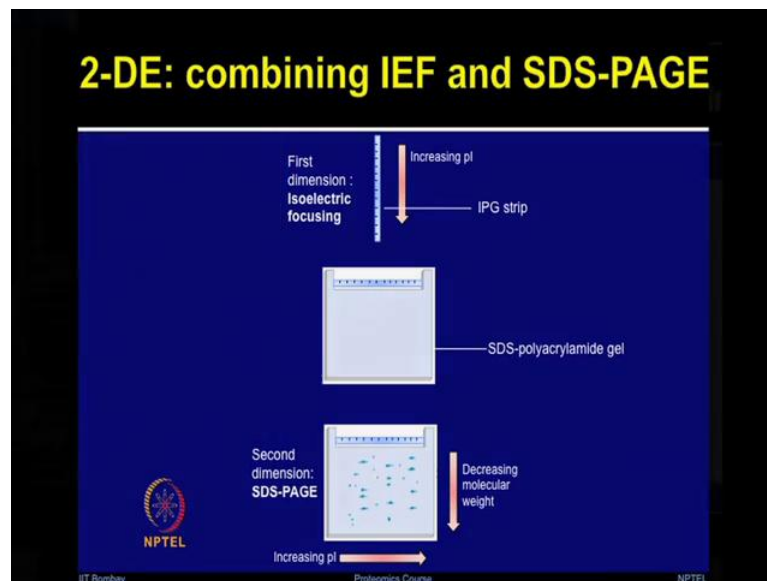 2-DE: combining IEF and SDS-PAGE
First
dimension :
Isoelectric
focusing
Increasing pI
IPG strip
SDS-polyacrylamide gel
Second
dimension:
SDS-PAGE
Decreasing
molecular
weight
NPTEL
Increasing pI
IIT Bombay
Proteomics Course
NPTEL